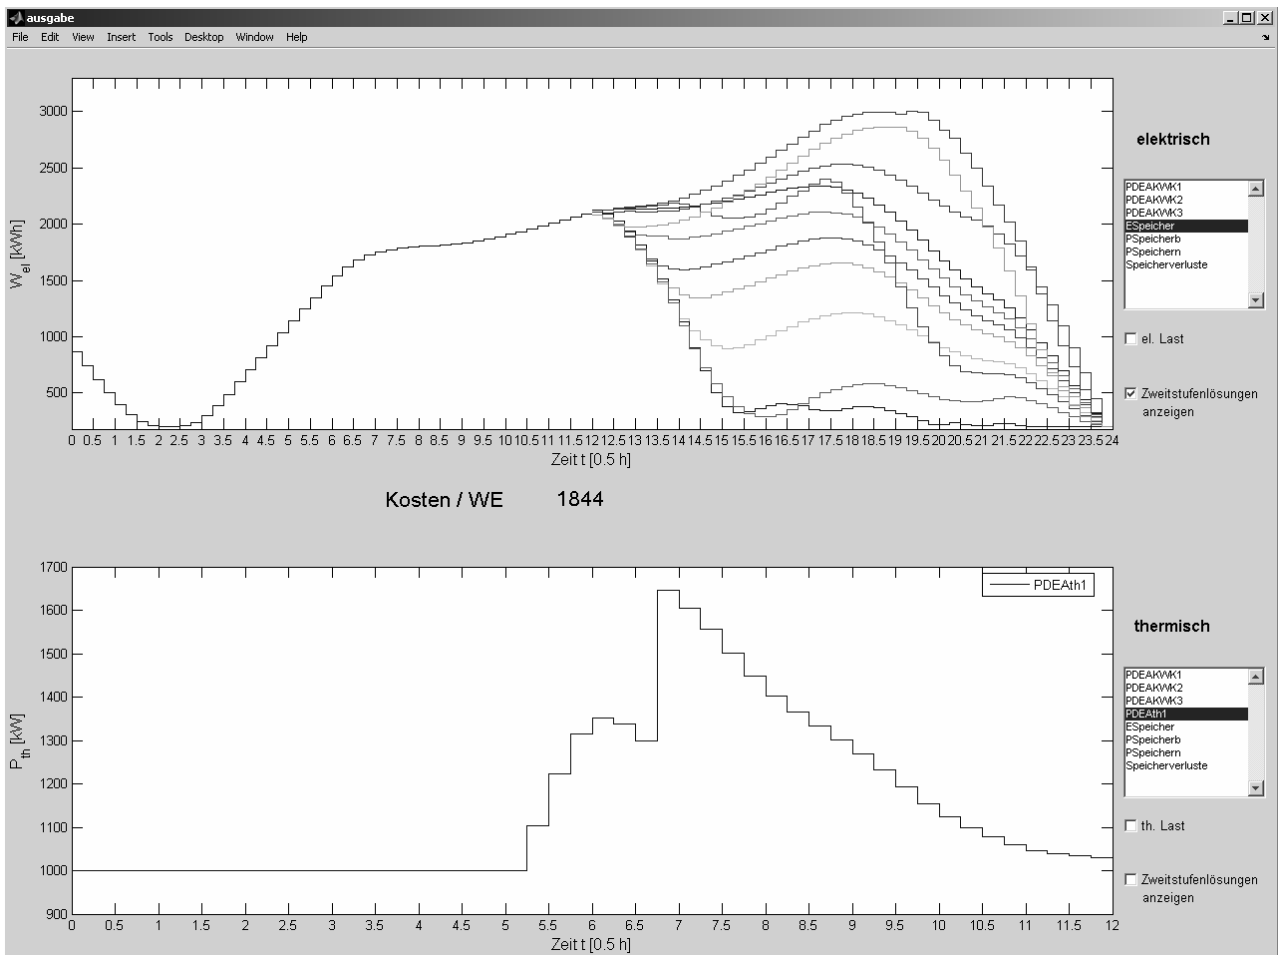 ausgabe
File Edit View Insert Tools Desktop Window Help
3000
2500
2000
1500
1000
500
W_el [kWh]
0 0.5 1 1.5 2 2.5 3 3.5 4 4.5 5 5.5 6 6.5 7 7.5 8 8.5 9 9.5 10 10.5 11 11.5 12 12.5 13 13.5 14 14.5 15 15.5 16 16.5 17 17.5 18 18.5 19 19.5 20 20.5 21 21.5 22 22.5 23 23.5 24
Zeit t [0.5 h]
elektrisch
PDEAKWK1
PDEAKWK2
PDEAKWK3
ESpeicher
PSpeicherb
PSpeichern
Speicherverluste
el. Last
Zweitstufenlösungen
anzeigen
Kosten / WE 1844
1700
1600
1500
1400
1300
1200
1100
1000
900
P_th [kW]
PDEAth1
0 0.5 1 1.5 2 2.5 3 3.5 4 4.5 5 5.5 6 6.5 7 7.5 8 8.5 9 9.5 10 10.5 11 11.5 12
Zeit t [0.5 h]
thermisch
PDEAKWK1
PDEAKWK2
PDEAKWK3
PDEAth1
ESpeicher
PSpeicherb
PSpeichern
Speicherverluste
th. Last
Zweitstufenlösungen
anzeigen